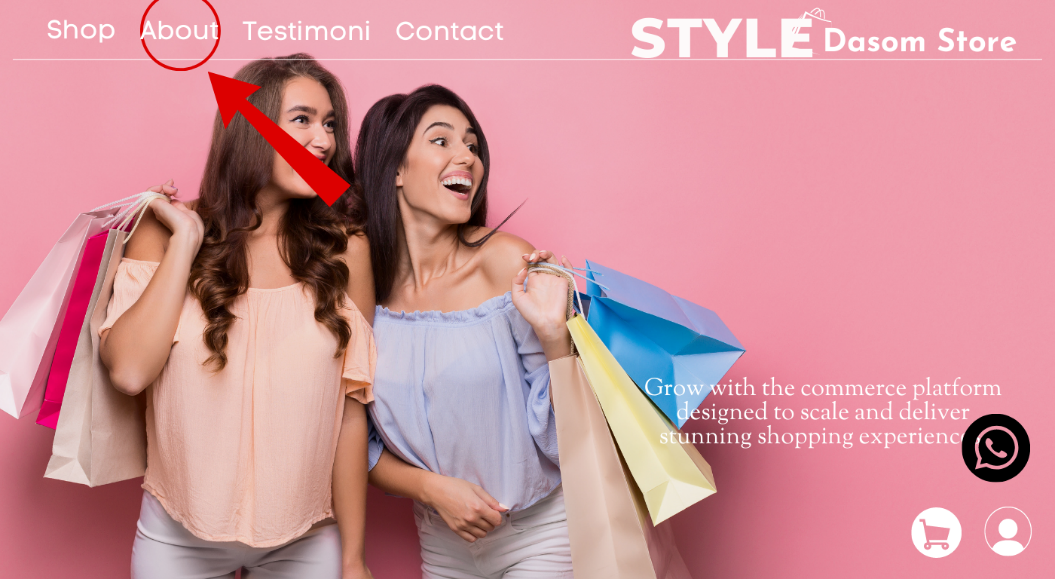 Shop About Testimoni Contact
STYLE Dasom Store
Grow with the commerce platform
designed to scale and deliver
stunning shopping experience